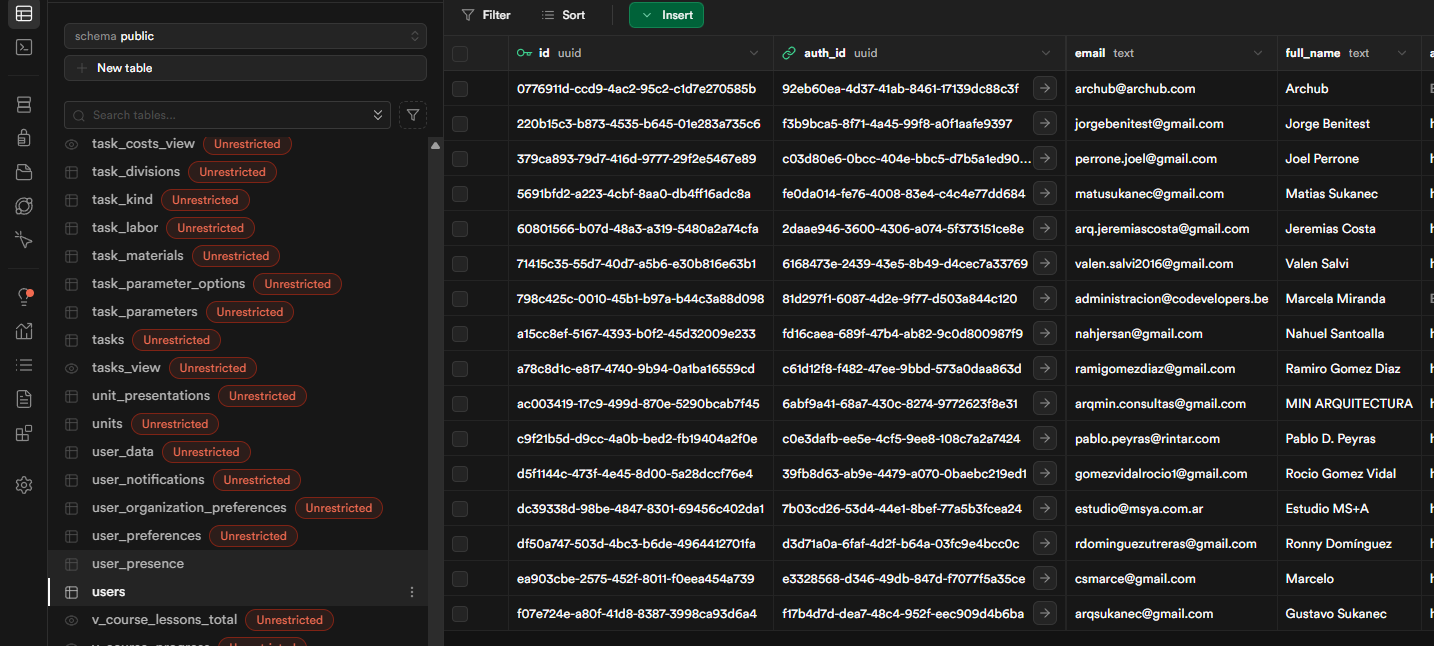 schema public
New table
Search tables...
task_costs_view Unrestricted
task_divisions Unrestricted
task_kind Unrestricted
task_labor Unrestricted
task_materials Unrestricted
task_parameter_options Unrestricted
task_parameters Unrestricted
tasks Unrestricted
tasks_view Unrestricted
unit_presentations Unrestricted
units Unrestricted
user_data Unrestricted
user_notifications Unrestricted
user_organization_preferences Unrestricted
user_preferences Unrestricted
user_presence
users
v_course_lessons_total Unrestricted
Filter Sort Insert
id uuid auth_id uuid email text full_name text
0776911d-ccd9-4ac2-95c2-c1d7e270585b 92eb60ea-4d37-41ab-8461-17139dc88c3f archub@archub.com Archub
220b15c3-b873-4535-b645-01e283a735c6 f3b9bca5-8f71-4a45-99f8-a0f1aafe9397 jorgebenitest@gmail.com Jorge Benitest
379ca893-79d7-416d-9777-29f2e5467e89 c03d80e6-0bcc-404e-bbc5-d7b5a1ed90... perrone.joel@gmail.com Joel Perrone
5691bfd2-a223-4cbf-8aa0-db4ff16adc8a fe0da014-fe76-4008-83e4-c4c4e77dd684 matusukanec@gmail.com Matias Sukanec
60801566-b07d-48a3-a319-5480a2a74cfa 2daae946-3600-4306-a074-5f373151ce8e arq.jeremiascosta@gmail.com Jeremias Costa
71415c35-55d7-40d7-a5b6-e30b816e63b1 6168473e-2439-43e5-8b49-d4cec7a33769 valen.salvi2016@gmail.com Valen Salvi
798c425c-0010-45b1-b97a-b44c3a88d098 81d297f1-6087-4d2e-9f77-d503a844c120 administracion@codevelopers.be Marcela Miranda
a15cc8ef-5167-4393-b0f2-45d32009e233 fd16caea-689f-47b4-ab82-9c0d800987f9 nahjersan@gmail.com Nahuel Santoalla
a78c8d1c-e817-4740-9b94-0a1ba16559cd c61d12f8-f482-47ee-9bbd-573a0daa863d ramigomezdiaz@gmail.com Ramiro Gomez Diaz
ac003419-17c9-499d-870e-5290bcab7f45 6abf9a41-68a7-430c-8274-9772623f8e31 arqmin.consultas@gmail.com MIN ARQUITECTURA
c9f21b5d-d9cc-4a0b-bed2-fb19404a2f0e c0e3dafb-ee5e-4cf5-9ee8-108c7a2a7424 pablo.peyras@rintar.com Pablo D. Peyras
d5f1144c-473f-4e45-8d00-5a28dccf76e4 39fb8d63-ab9e-4479-a070-0baebc219ed1 gomezvidalrocio1@gmail.com Rocio Gomez Vidal
dc39338d-98be-4847-8301-69456c402da1 7b03cd26-53d4-44e1-8bef-77a5b3fcea24 estudio@msya.com.ar Estudio MS+A
df50a747-503d-4bc3-b6de-4964412701fa d3d71a0a-6faf-4d2f-b64a-03fc9e4bcc0c rdominguezutreras@gmail.com Ronny Domínguez
ea903cbe-2575-452f-8011-f0eea454a739 e3328568-d346-49db-847d-f7077f5a35ce csmarce@gmail.com Marcelo
f07e724e-a80f-41d8-8387-3998ca93d6a4 f17b4d7d-dea7-48c4-952f-eec909d4b6ba arqsukanec@gmail.com Gustavo Sukanec